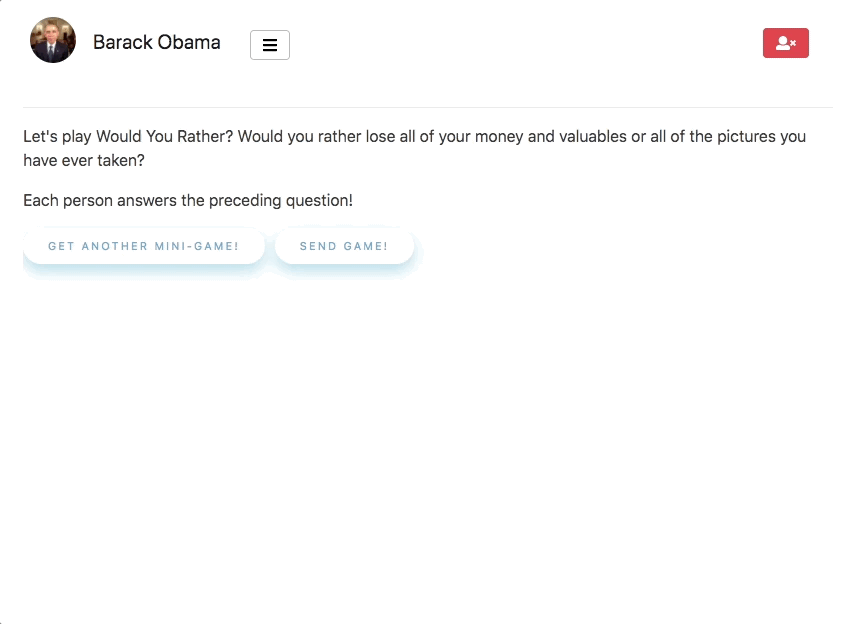 Barack Obama
Let's play Would You Rather? Would you rather lose all of your money and valuables or all of the pictures you
have ever taken?
Each person answers the preceding question!
GET ANOTHER MINI-GAME!
SEND GAME!